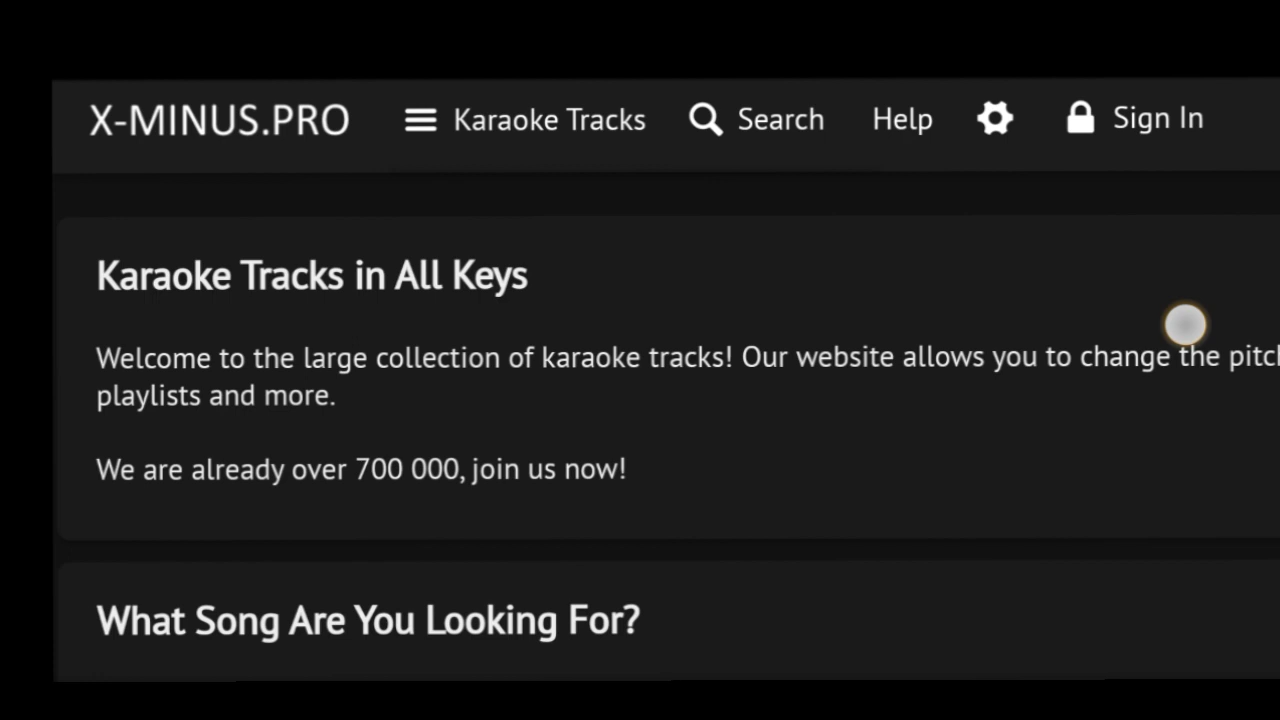 X-MINUS.PRO Karaoke Tracks Search Help Sign In
Karaoke Tracks in All Keys
Welcome to the large collection of karaoke tracks! Our website allows you to change the
playlists and more.
We are already over 700 000, join us now!
What Song Are You Looking For?